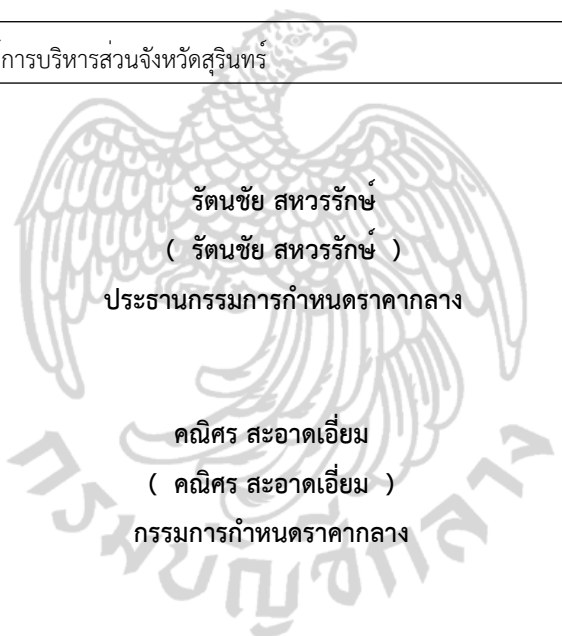 การบริหารส่วนจังหวัดสุรินทร์
รัตนชัย สหวรรักษ์
( รัตนชัย สหวรรักษ์ )
ประธานกรรมการกำหนดราคากลาง
คณิศร สะอาดเอี่ยม
( คณิศร สะอาดเอี่ยม )
กรรมการกำหนดราคากลาง
กรมบัญชีกลาง